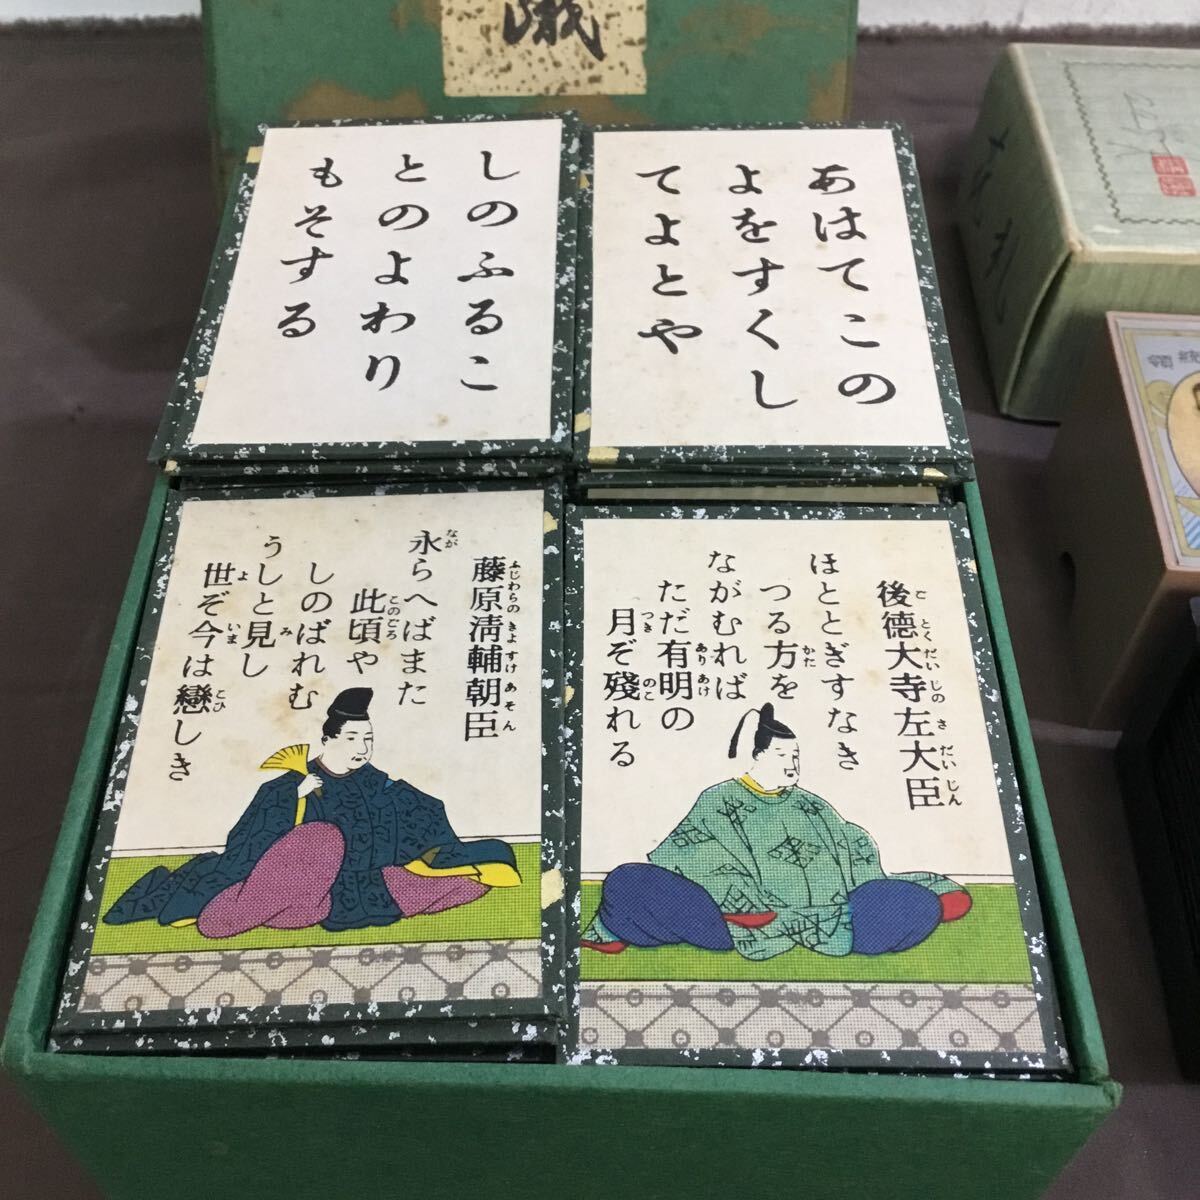 あはてこの
よをすくし
てよとや
しのふるこ
とのよわり
もそする
後徳大寺左大臣
ごとくだいじのさだいじん
ほととぎすなき
つる方を
かた
ながむれば
ただ有明の
ありあけ
月ぞ殘れる
つきのこ
藤原淸輔朝臣
ふじわらのきよすけあそん
永らへばまた
なが
此頃や
このごろ
しのばれむ
うしと見し
み
世ぞ今は戀しき
よいまこひ